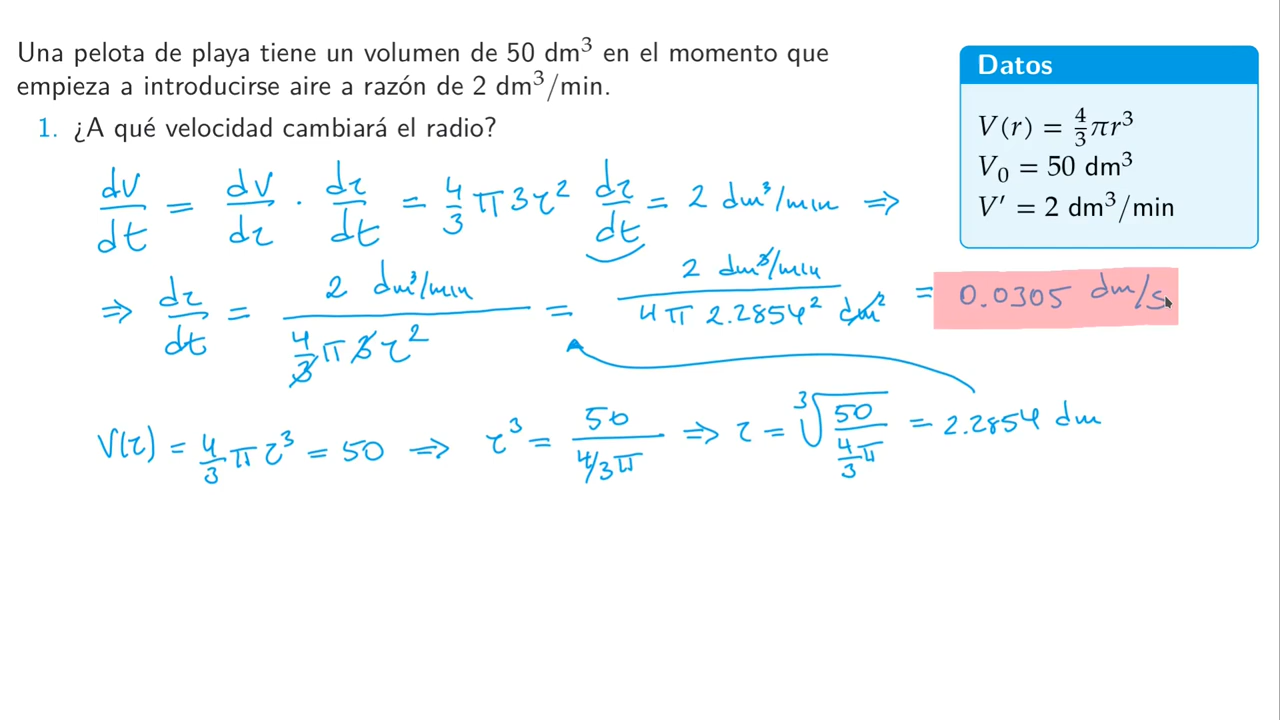 Una pelota de playa tiene un volumen de 50 dm³ en el momento que
empieza a introducirse aire a razón de 2 dm³/min.
1. ¿A qué velocidad cambiará el radio?
Datos
V(r) = 4/3 πr³
V₀ = 50 dm³
V′ = 2 dm³/min
dV/dt = dV/dr · dr/dt = 4/3 π 3r² dr/dt = 2 dm³/min ⇒
⇒ dr/dt = 2 dm³/min / (4/3 π 3 r²) = 2 dm³/min / (4π 2.2854² dm²) = 0.0305 dm/s
V(r) = 4/3 π r³ = 50 ⇒ r³ = 50 / (4/3 π) ⇒ r = ³√(50 / (4/3 π)) = 2.2854 dm